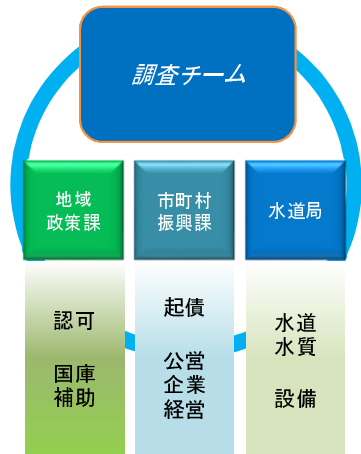 調査チーム
地域
政策課
市町村
振興課
水道局
認可
国庫
補助
起債
公営
企業
経営
水道
水質
設備